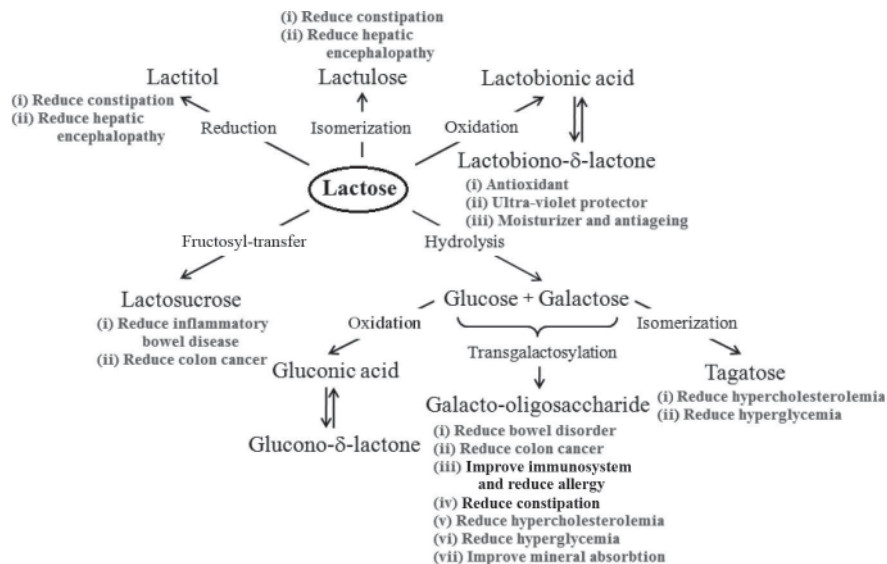 (i) Reduce constipation
(ii) Reduce hepatic
encephalopathy
Lactitol
Lactulose
Lactobionic acid
(i) Reduce constipation
(ii) Reduce hepatic
encephalopathy
Reduction
Isomerization
Oxidation
Lactobiono-δ-lactone
(i) Antioxidant
(ii) Ultra-violet protector
(iii) Moisturizer and antiageing
Lactose
Fructosyl-transfer
Hydrolysis
Lactosucrose
(i) Reduce inflammatory
bowel disease
(ii) Reduce colon cancer
Glucose + Galactose
Oxidation
Isomerization
Transgalactosylation
Gluconic acid
Glucono-δ-lactone
Tagatose
(i) Reduce hypercholesterolemia
(ii) Reduce hyperglycemia
Galacto-oligosaccharide
(i) Reduce bowel disorder
(ii) Reduce colon cancer
(iii) Improve immunosystem
and reduce allergy
(iv) Reduce constipation
(v) Reduce hypercholesterolemia
(vi) Reduce hyperglycemia
(vii) Improve mineral absorbtion